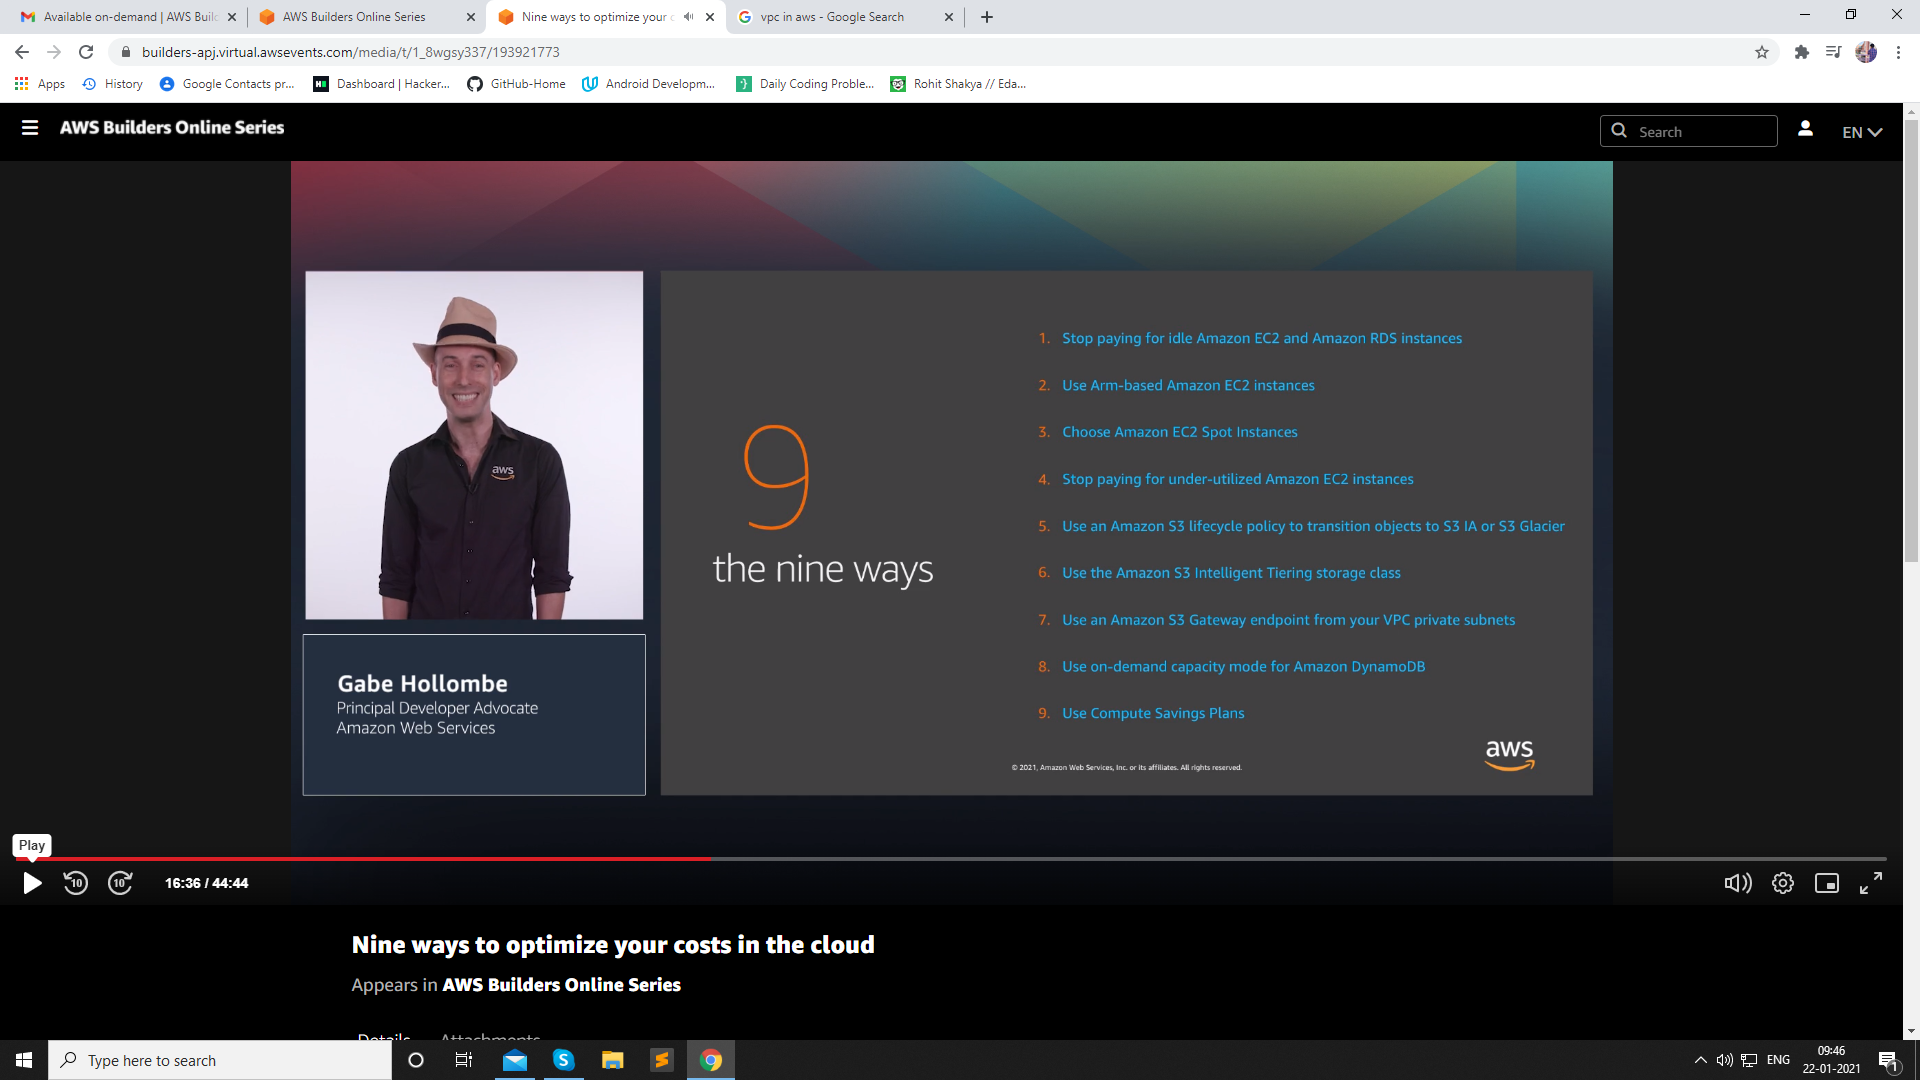 Available on-demand | AWS Buil
AWS Builders Online Series
Nine ways to optimize your c
vpc in aws - Google Search
builders-apj.virtual.awsevents.com/media/t/1_8wgsy337/193921773
Apps
History
Google Contacts pr...
Dashboard | Hacker...
GitHub-Home
Android Developm...
Daily Coding Proble...
Rohit Shakya // Eda...
AWS Builders Online Series
Search
EN
aws
Gabe Hollombe
Principal Developer Advocate
Amazon Web Services
9
the nine ways
1. Stop paying for idle Amazon EC2 and Amazon RDS instances
2. Use Arm-based Amazon EC2 instances
3. Choose Amazon EC2 Spot Instances
4. Stop paying for under-utilized Amazon EC2 instances
5. Use an Amazon S3 lifecycle policy to transition objects to S3 IA or S3 Glacier
6. Use the Amazon S3 Intelligent Tiering storage class
7. Use an Amazon S3 Gateway endpoint from your VPC private subnets
8. Use on-demand capacity mode for Amazon DynamoDB
9. Use Compute Savings Plans
© 2021, Amazon Web Services, Inc. or its affiliates. All rights reserved.
aws
Play
10
10
16:36 / 44:44
Nine ways to optimize your costs in the cloud
Appears in AWS Builders Online Series
Details
Attachments
Type here to search
ENG
09:46
22-01-2021
1